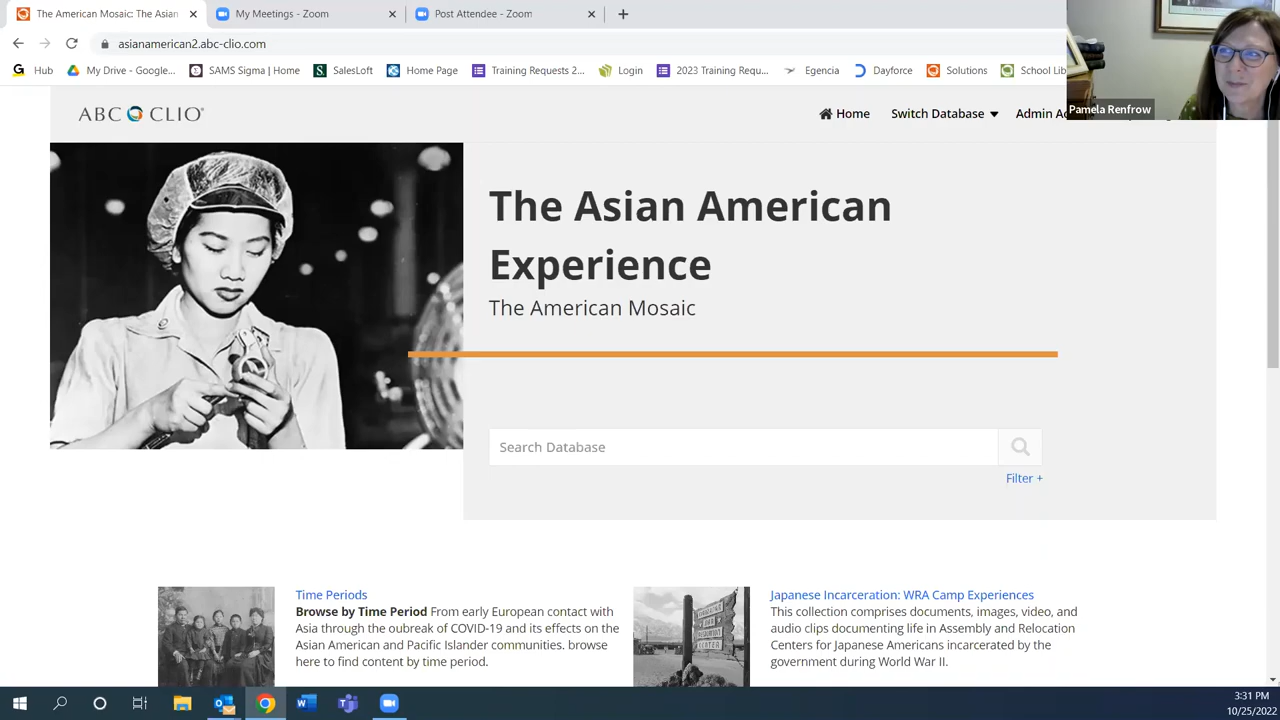 The American Mosaic: The Asian
My Meetings - Zoom
Post Attendee - Zoom
asianamerican2.abc-clio.com
Hub
My Drive - Google...
SAMS Sigma | Home
SalesLoft
Home Page
Training Requests 2...
Login
2023 Training Requ...
Egencia
Dayforce
Solutions
School Lib
Pamela Renfrow
ABC CLIO
Home
Switch Database
Admin
The Asian American
Experience
The American Mosaic
Search Database
Filter +
Time Periods
Browse by Time Period From early European contact with
Asia through the oubreak of COVID-19 and its effects on the
Asian American and Pacific Islander communities. browse
here to find content by time period.
Japanese Incarceration: WRA Camp Experiences
This collection comprises documents, images, video, and
audio clips documenting life in Assembly and Relocation
Centers for Japanese Americans incarcerated by the
government during World War II.
3:31 PM
10/25/2022